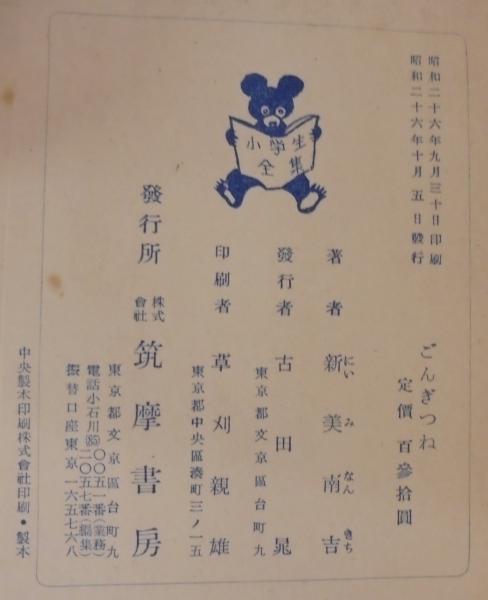 昭和二十六年九月三十日印刷
昭和二十六年十月五日發行
ごんぎつね
定價 百參拾圓
小学生
全集
著者 新美南吉
にい み なん きち
發行者 古田晁
東京都文京區台町九
印刷者 草刈親雄
東京都中央區湊町三ノ一五
發行所 株式會社 筑摩書房
東京都文京區台町九
電話小石川(85)〇〇五一番(業務)
二〇五七番(編集)
振替口座東京一六五七六八
中央製本印刷株式會社印刷・製本